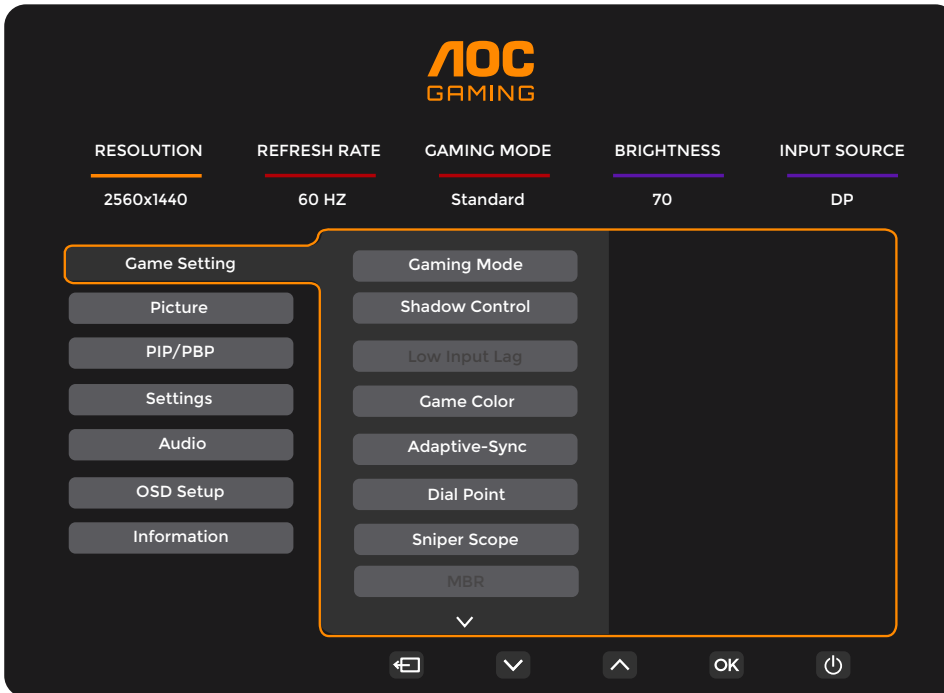 AOC
GAMING
RESOLUTION REFRESH RATE GAMING MODE BRIGHTNESS INPUT SOURCE
2560x1440 60 HZ Standard 70 DP
Game Setting
Picture
PIP/PBP
Settings
Audio
OSD Setup
Information
Gaming Mode
Shadow Control
Low Input Lag
Game Color
Adaptive-Sync
Dial Point
Sniper Scope
MBR
OK